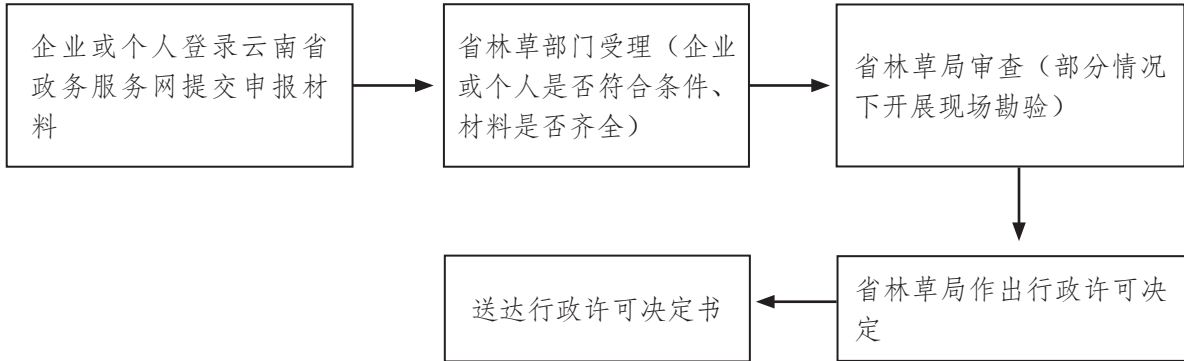 企业或个人登录云南省
政务服务网提交申报材
料
省林草部门受理（企业
或个人是否符合条件、
材料是否齐全）
省林草局审查（部分情况
下开展现场勘验）
省林草局作出行政许可决
定
送达行政许可决定书